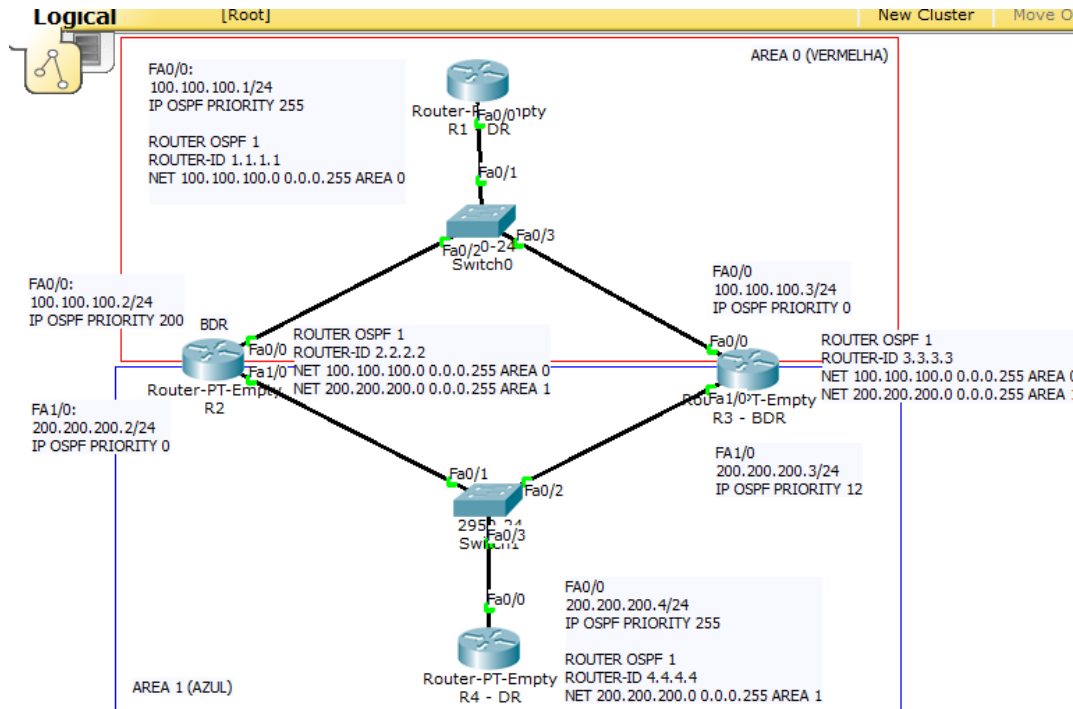 Logical
[Root]
New Cluster
Move O
AREA 0 (VERMELHA)
FA0/0:
100.100.100.1/24
IP OSPF PRIORITY 255
ROUTER OSPF 1
ROUTER-ID 1.1.1.1
NET 100.100.100.0 0.0.0.255 AREA 0
Fa0/0
R1
DR
Fa0/1
Fa0/2
Fa0/3
Switch0
FA0/0:
100.100.100.2/24
IP OSPF PRIORITY 200
BDR
Fa0/0
Fa1/0
Router-PT-Empty
R2
ROUTER OSPF 1
ROUTER-ID 2.2.2.2
NET 100.100.100.0 0.0.0.255 AREA 0
NET 200.200.200.0 0.0.0.255 AREA 1
FA0/0
100.100.100.3/24
IP OSPF PRIORITY 0
Fa0/0
ROUTER OSPF 1
ROUTER-ID 3.3.3.3
NET 100.100.100.0 0.0.0.255 AREA 0
NET 200.200.200.0 0.0.0.255 AREA 1
Fa1/0
R3 - BDR
FA1/0:
200.200.200.2/24
IP OSPF PRIORITY 0
FA1/0
200.200.200.3/24
IP OSPF PRIORITY 12
Fa0/1
Fa0/2
Fa0/3
Fa0/0
Router-PT-Empty
R4 - DR
FA0/0
200.200.200.4/24
IP OSPF PRIORITY 255
ROUTER OSPF 1
ROUTER-ID 4.4.4.4
NET 200.200.200.0 0.0.0.255 AREA 1
AREA 1 (AZUL)